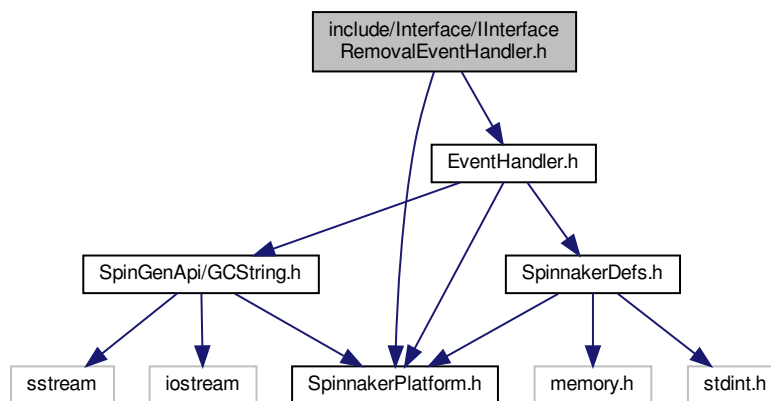 include/Interface/IInterface
RemovalEventHandler.h
EventHandler.h
SpinGenApi/GCString.h
SpinnakerDefs.h
sstream
iostream
SpinnakerPlatform.h
memory.h
stdint.h